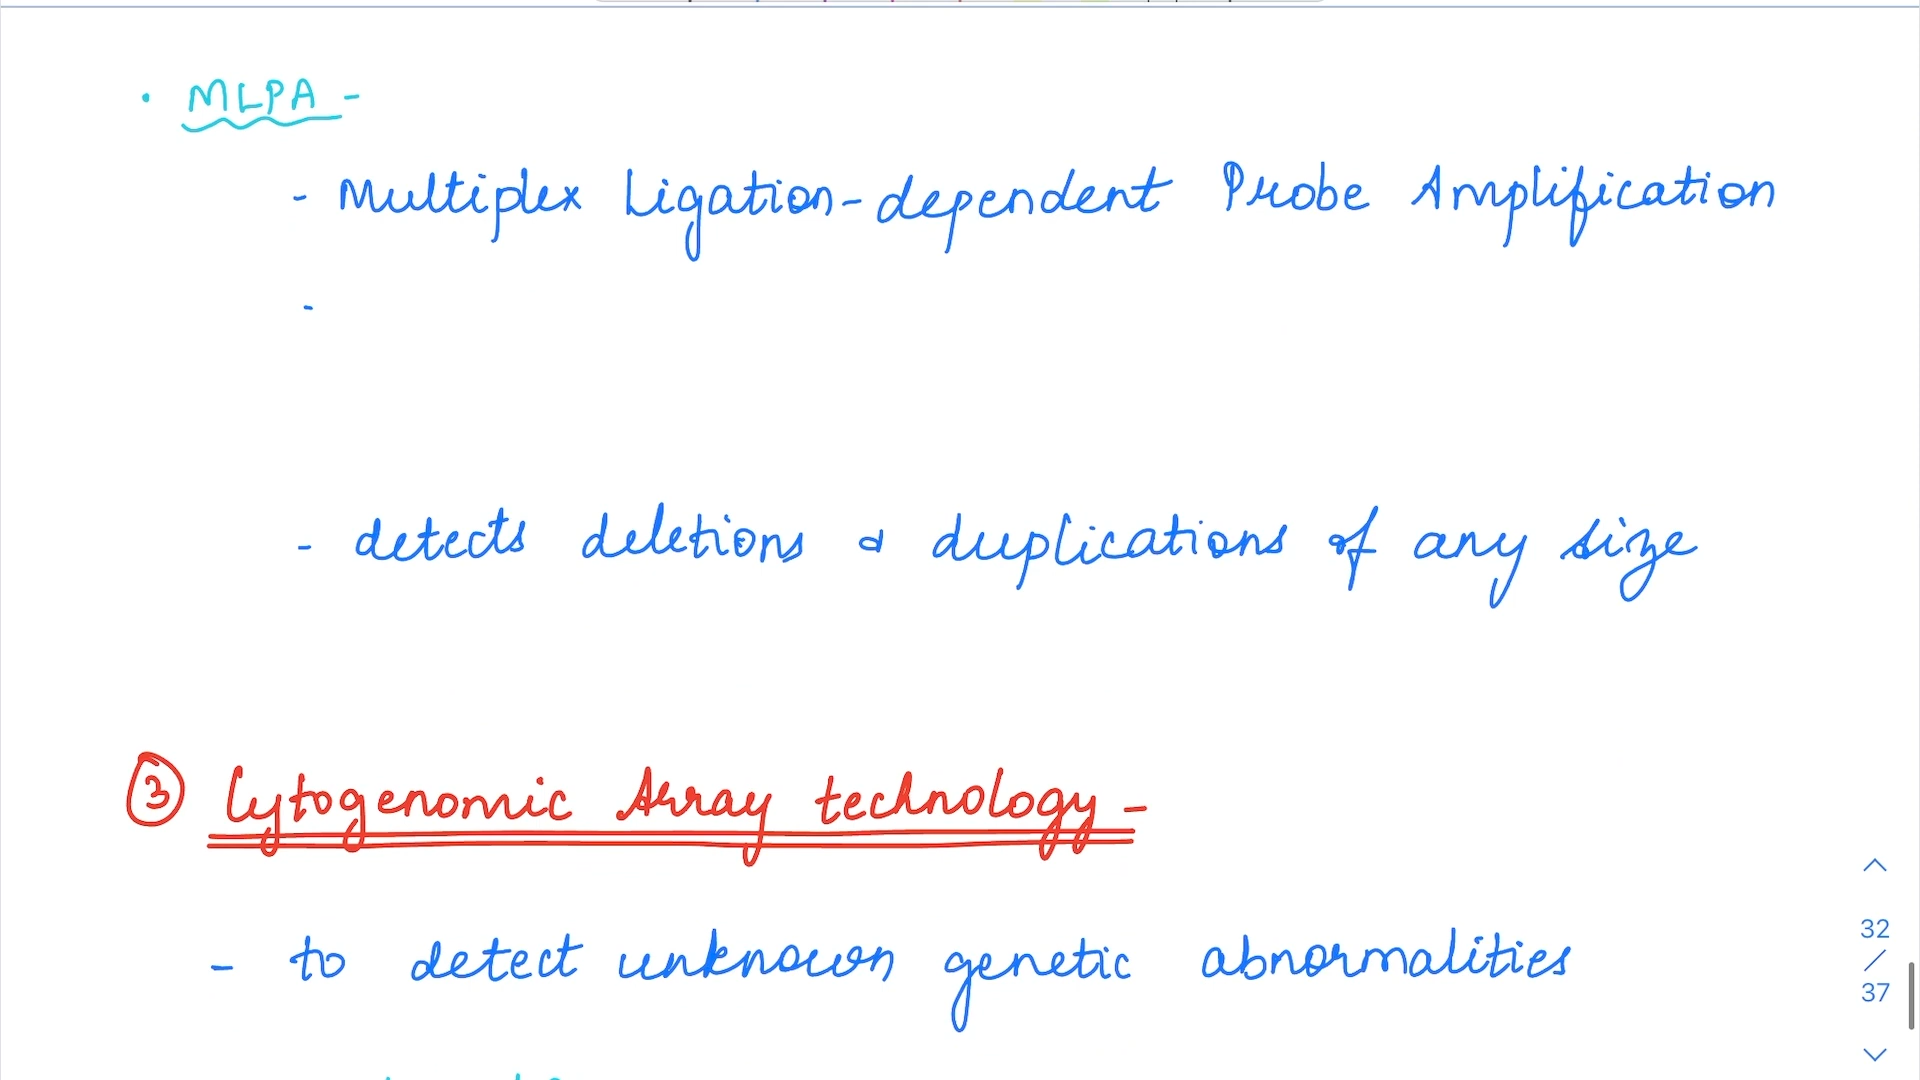 · MLPA -
- Multiplex Ligation-dependent Probe Amplification
-
- detects deletions & duplications of any size
③ Cytogenomic Array technology -
- to detect unknown genetic abnormalities
32
/
37